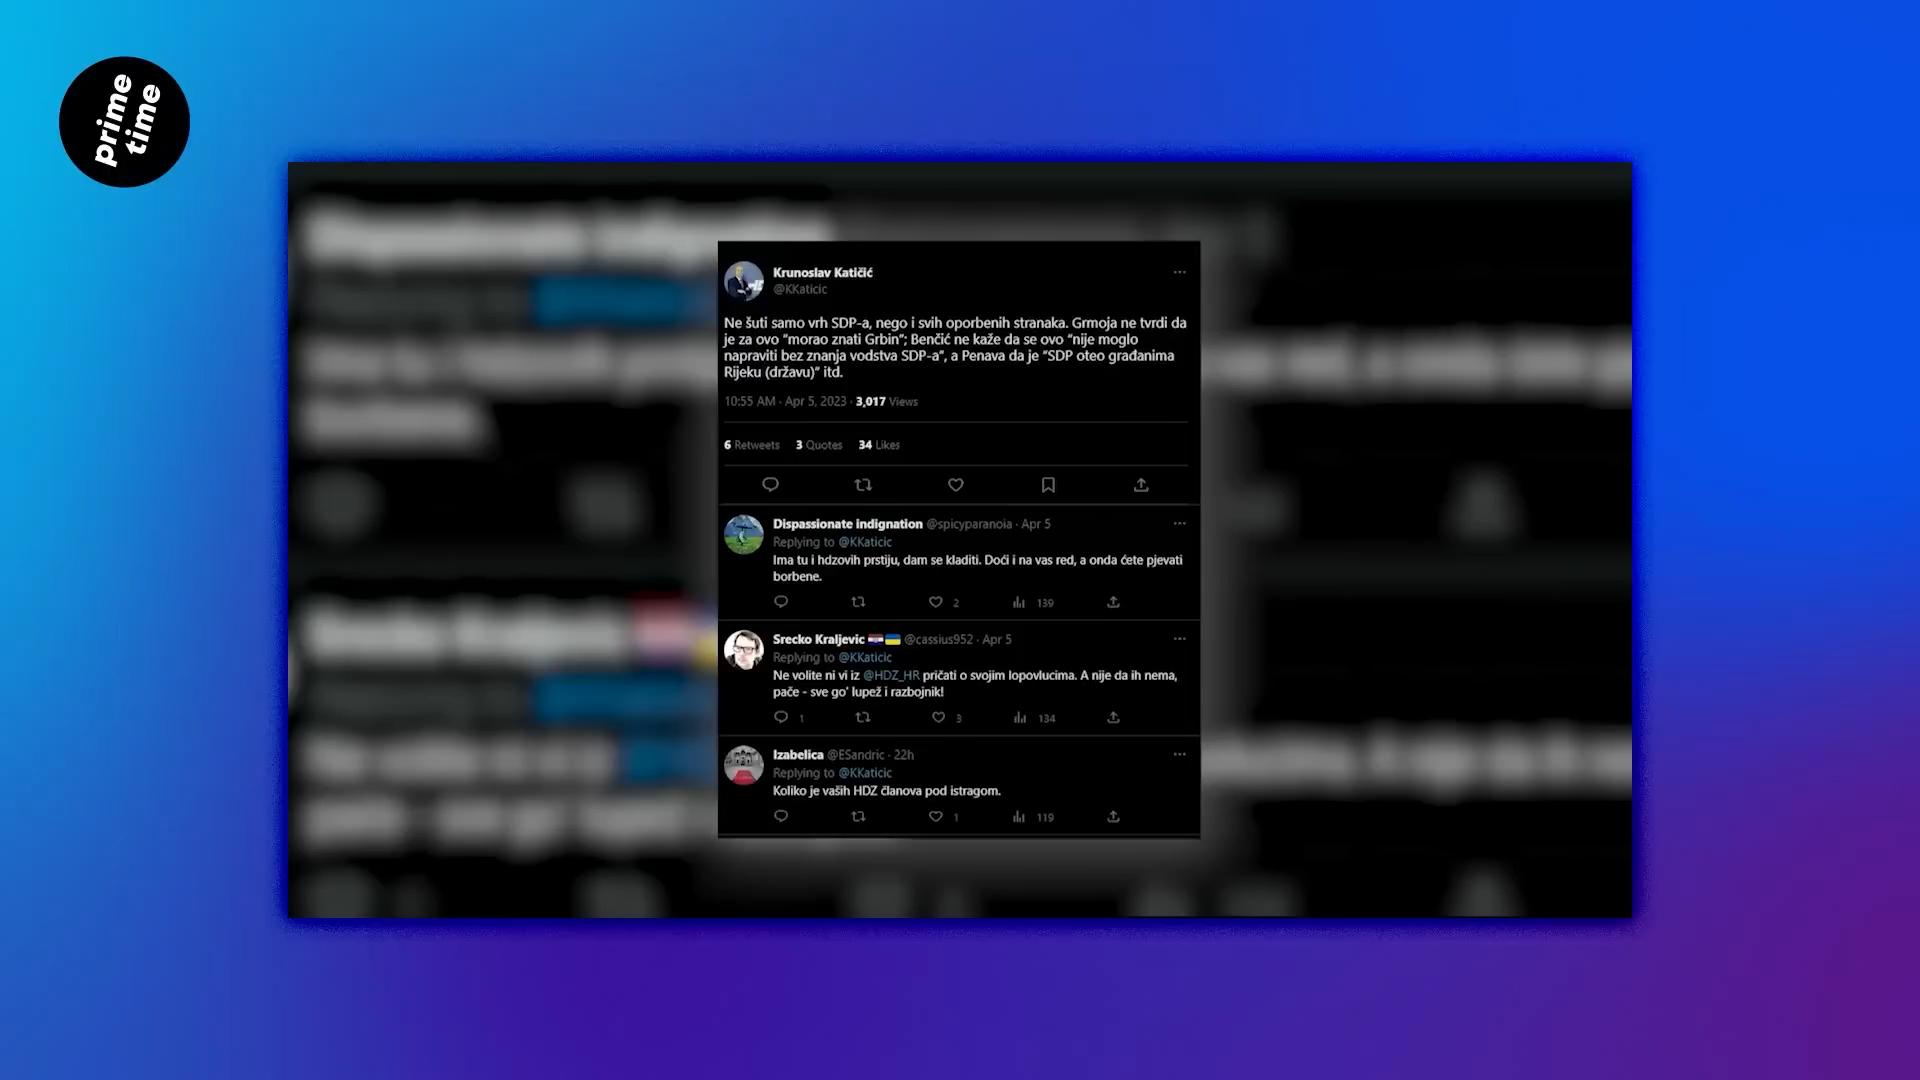 prime
time
Krunoslav Katičić
@KKaticic
Ne šuti samo vrh SDP-a, nego i svih oporbenih stranaka. Grmoja ne tvrdi da
je za ovo "morao znati Grbin"; Benčić ne kaže da se ovo "nije moglo
napraviti bez znanja vodstva SDP-a", a Penava da je "SDP oteo građanima
Rijeku (državu)" itd.
10:55 AM · Apr 5, 2023 · 3,017 Views
6 Retweets 3 Quotes 34 Likes
Dispassionate indignation @spicyparanoia · Apr 5
Replying to @KKaticic
Ima tu i hdzovih prstiju, dam se kladiti. Doći i na vas red, a onda ćete pjevati
borbene.
2 139
Srecko Kraljevic @cassius952 · Apr 5
Replying to @KKaticic
Ne volite ni vi iz @HDZ_HR pričati o svojim lopovlucima. A nije da ih nema,
pače - sve go' lupež i razbojnik!
1 3 134
Izabelica @ESandric · 22h
Replying to @KKaticic
Koliko je vaših HDZ članova pod istragom.
1 119